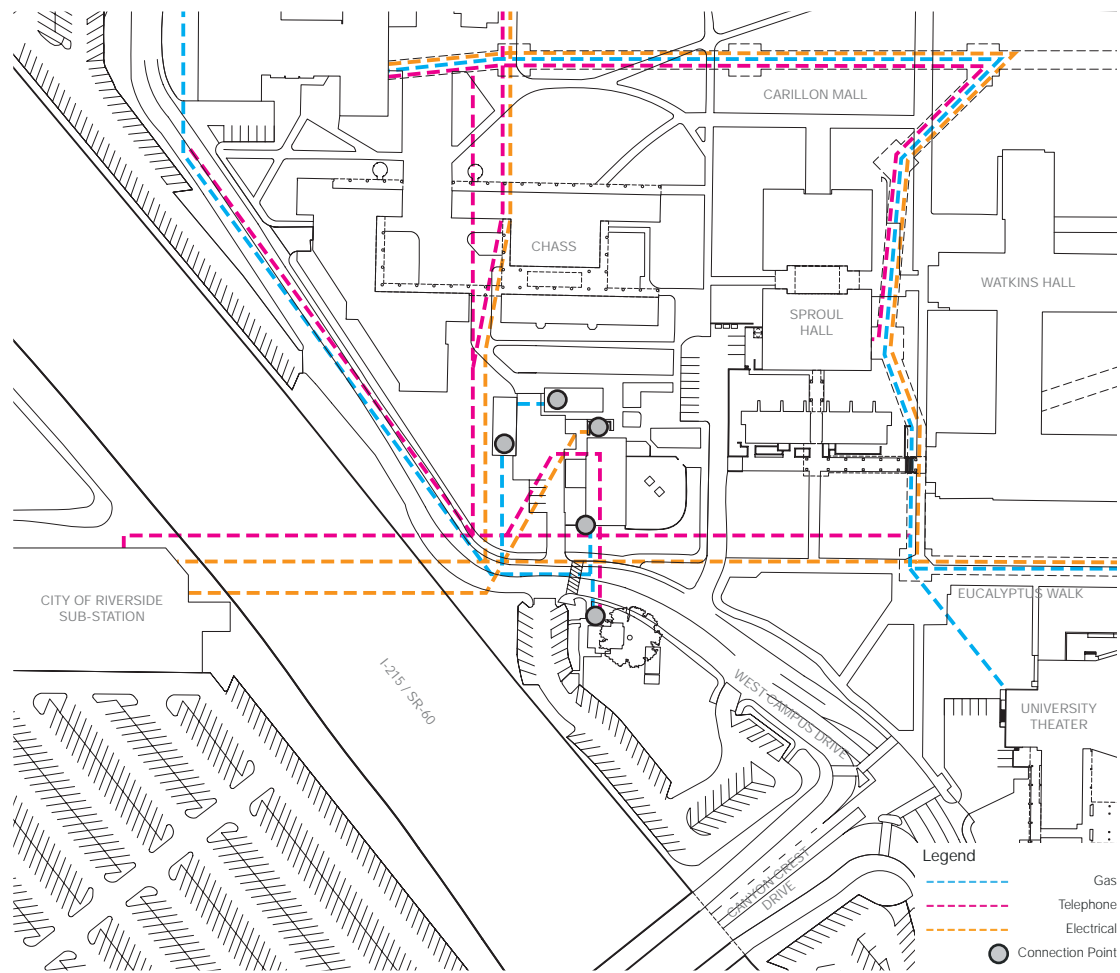 CARILLON MALL
CHASS
WATKINS HALL
SPROUL
HALL
CITY OF RIVERSIDE
SUB-STATION
EUCALYPTUS WALK
I-215 / SR-60
WEST CAMPUS DRIVE
UNIVERSITY
THEATER
CANYON CREST
DRIVE
Legend
Gas
Telephone
Electrical
Connection Point